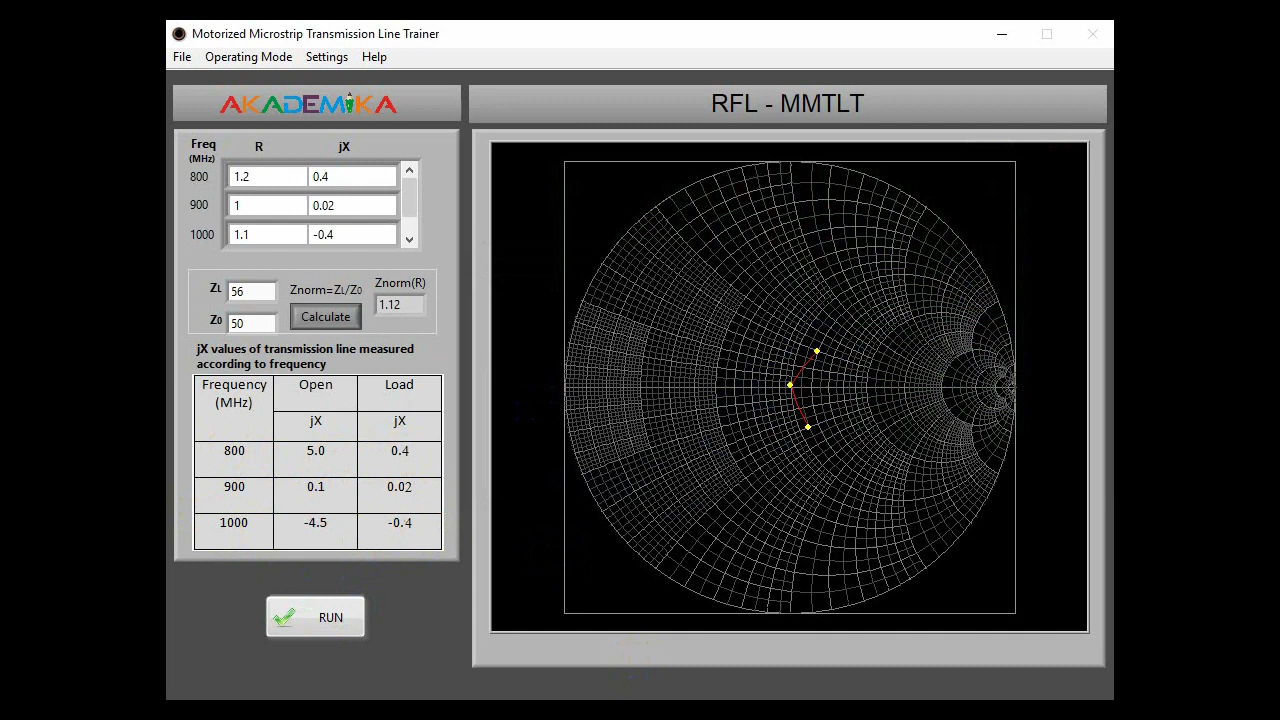 Motorized Microstrip Transmission Line Trainer
File Operating Mode Settings Help
AKADEMIKA
RFL - MMTLT
Freq
(MHz)
R jX
800 1.2 0.4
900 1 0.02
1000 1.1 -0.4
ZL 56
Z0 50
Znorm=ZL/Z0
Calculate
Znorm(R)
1.12
jX values of transmission line measured
according to frequency
Frequency Open Load
(MHz)
jX jX
800 5.0 0.4
900 0.1 0.02
1000 -4.5 -0.4
RUN